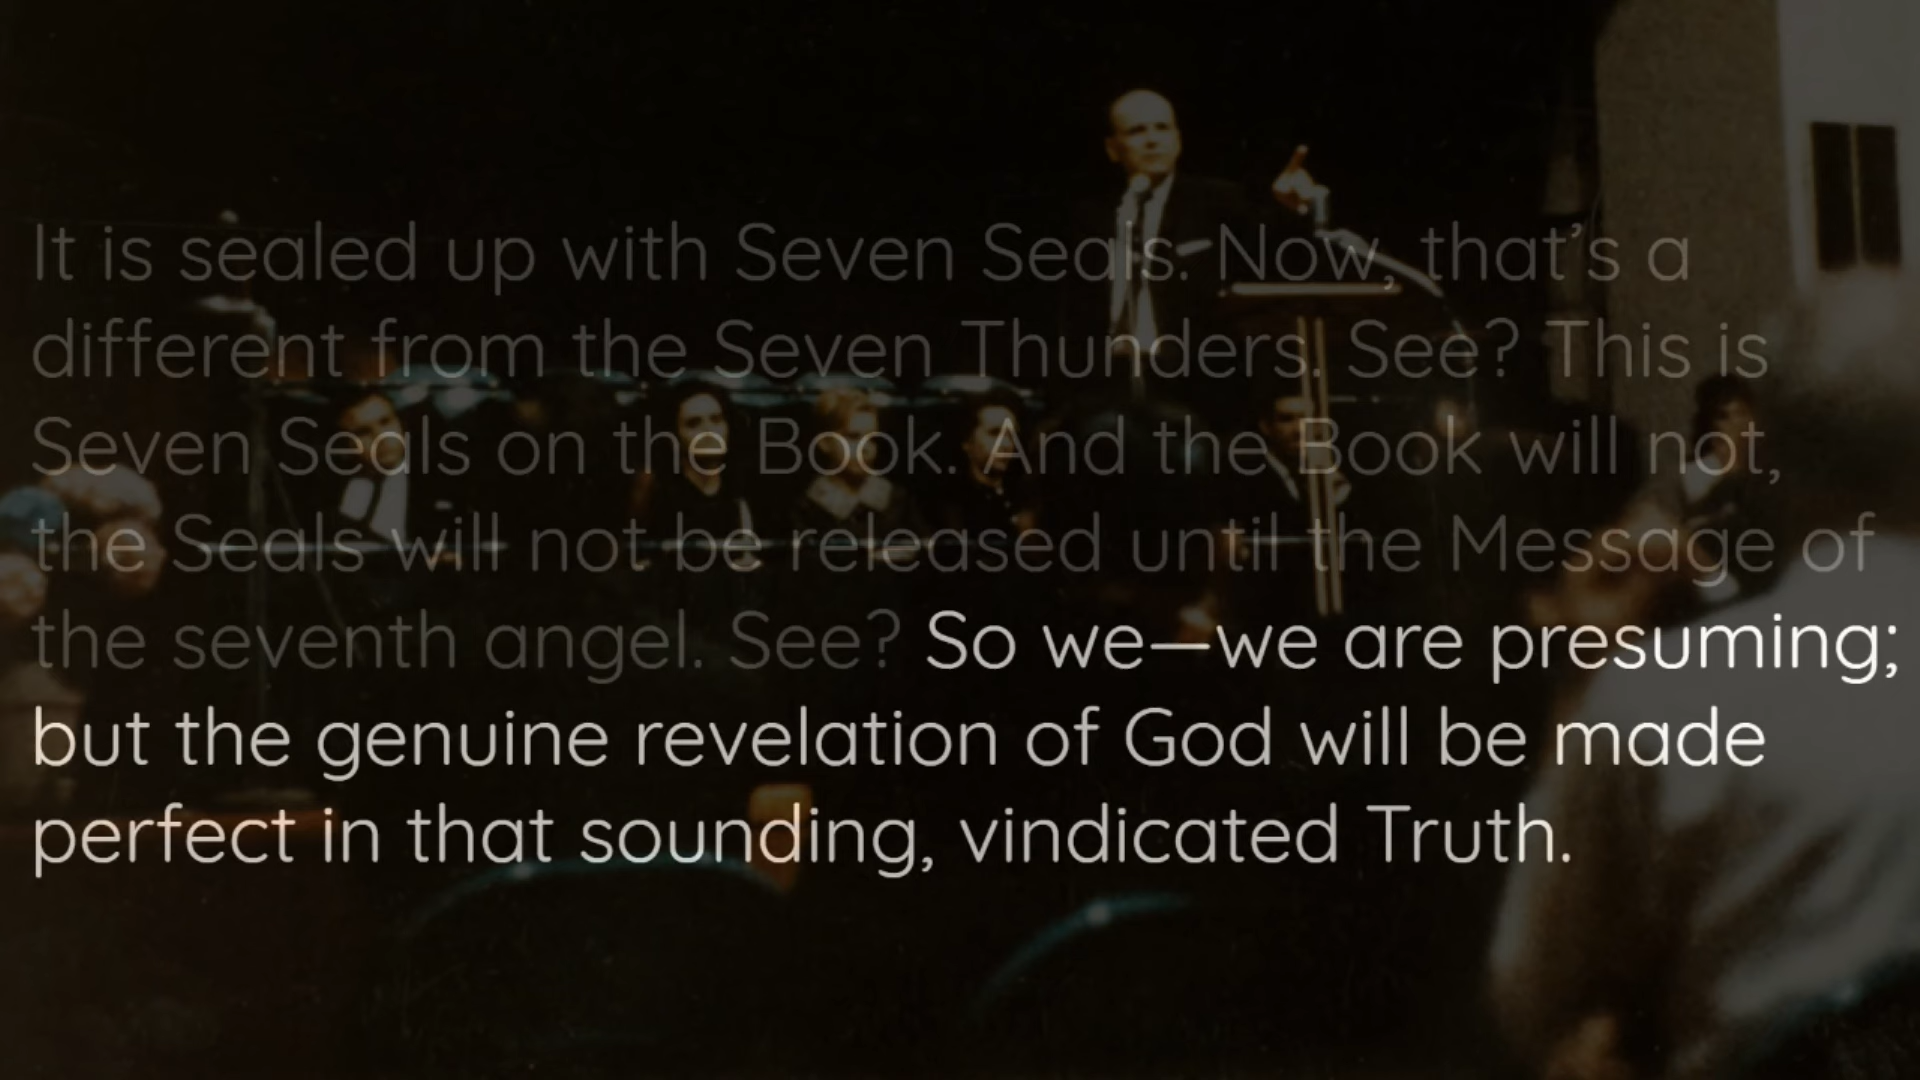 It is sealed up with Seven Seals. Now, that’s a
different from the Seven Thunders. See? This is
Seven Seals on the Book. And the Book will not,
the Seals will not be released until the Message of
the seventh angel. See? So we—we are presuming;
but the genuine revelation of God will be made
perfect in that sounding, vindicated Truth.